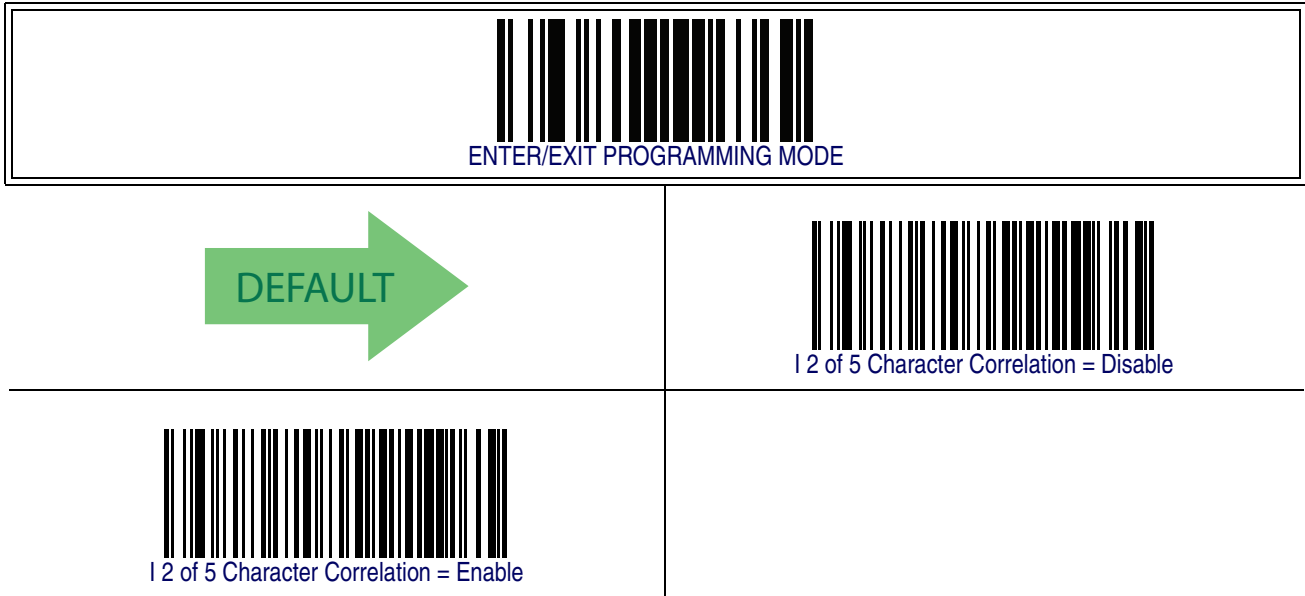 ENTER/EXIT PROGRAMMING MODE
DEFAULT
I 2 of 5 Character Correlation = Disable
I 2 of 5 Character Correlation = Enable